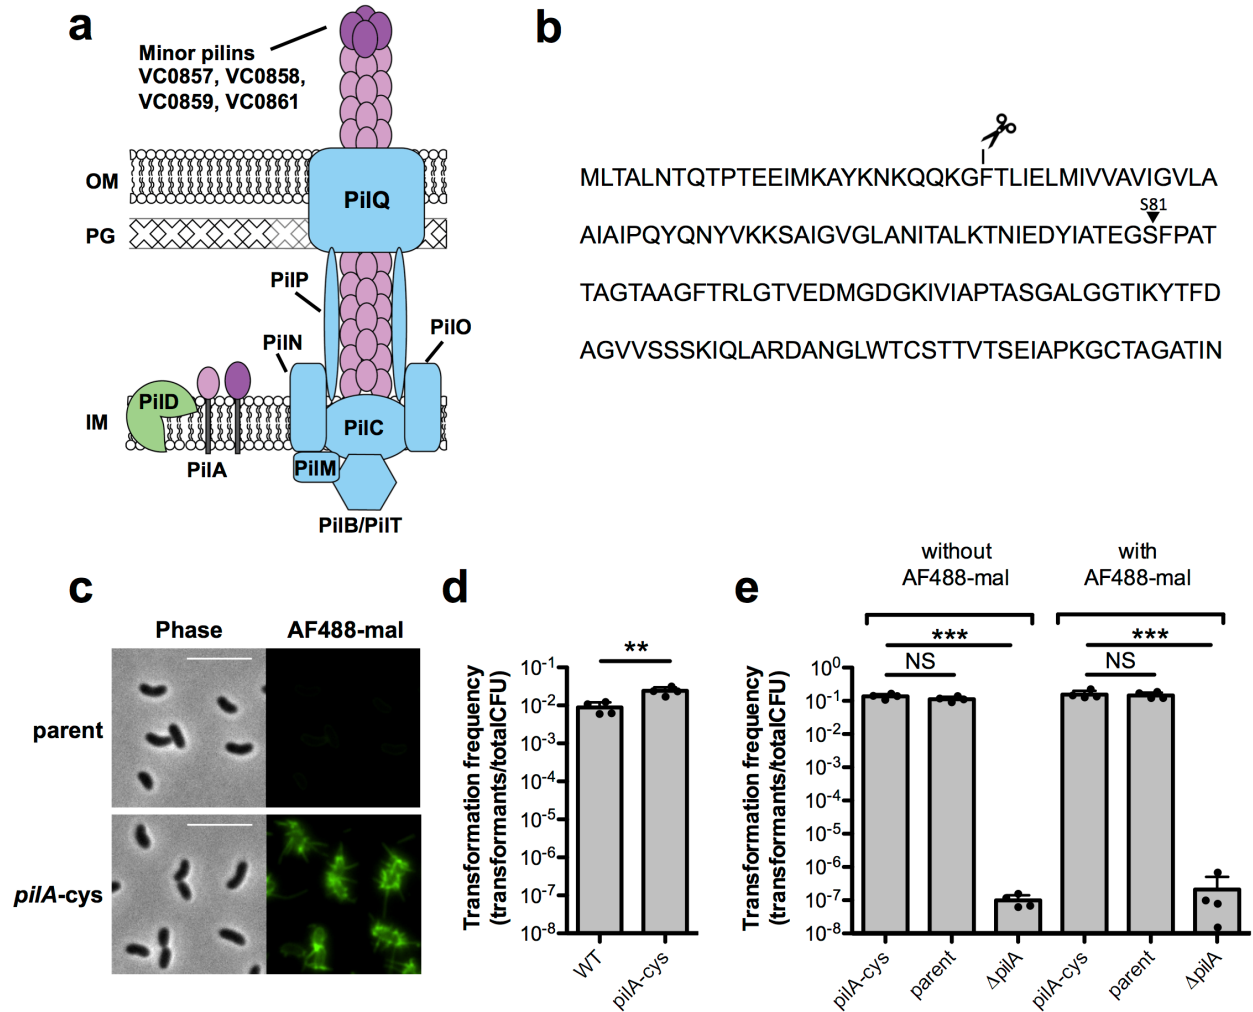 a
Minor pilins
VC0857, VC0858,
VC0859, VC0861
OM
PilQ
PG
PilP
PilO
PilN
PilD
IM
PilC
PilA
PilM
PilB/PilT
b
MLTALNTQTPTEEIMKAYKNKQQKGFTLIELMIVVAVIGVLA
S81
AIAIPQYQNYVKKSAIGVGLANITALKTNIEDYIATEGSFPAT
TAGTAAGFTRLGTVEDMGDGKIVIAPTASGALGGTIKYTFD
AGVVSSSKIQLARDANGLWTCSTTVTSEIAPKGCTAGATIN
c
Phase AF488-mal
parent
pilA-cys
d
Transformation frequency
(transformants/totalCFU)
**
10-1
10-2
10-3
10-4
10-5
10-6
10-7
10-8
WT pilA-cys
e
without
AF488-mal
with
AF488-mal
*** ***
NS NS
Transformation frequency
(transformants/totalCFU)
100
10-1
10-2
10-3
10-4
10-5
10-6
10-7
10-8
pilA-cys parent ΔpilA pilA-cys parent ΔpilA